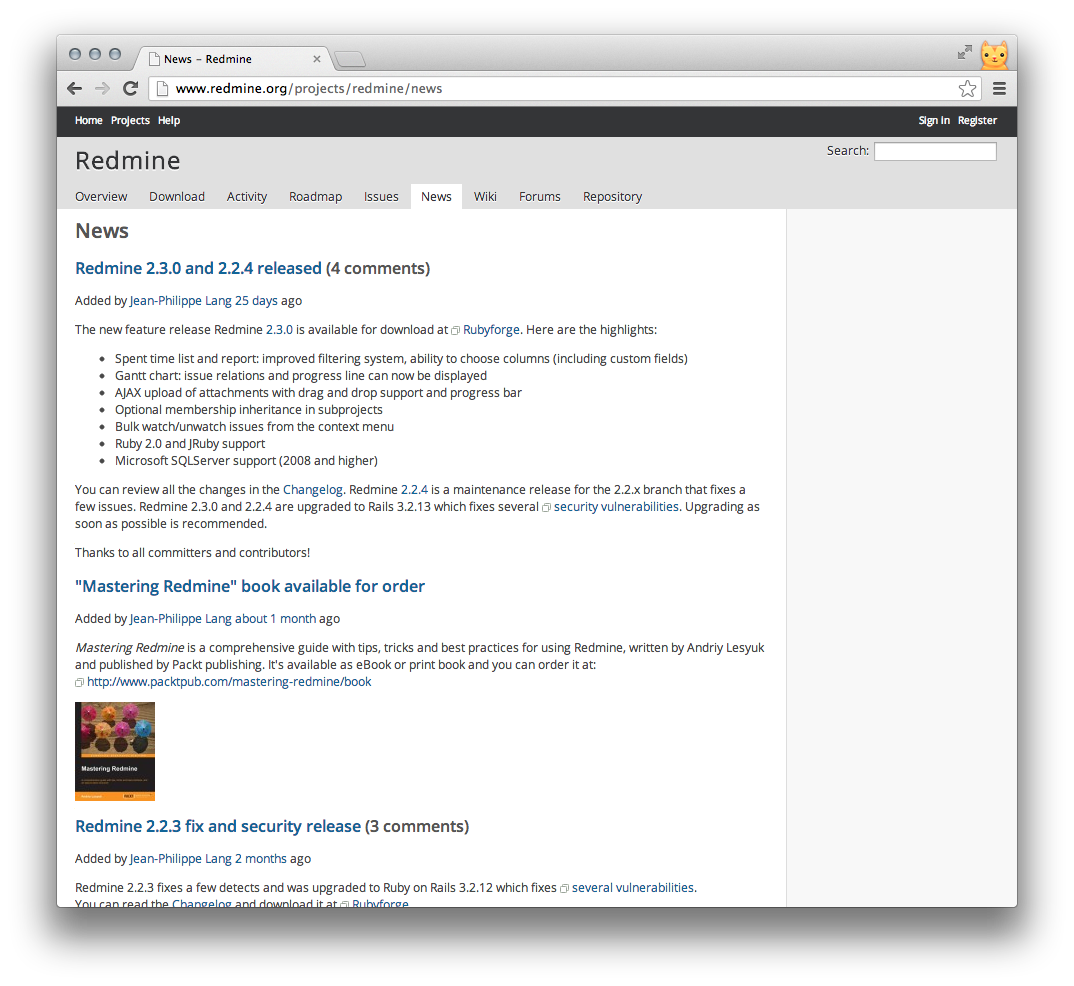 News – Redmine
www.redmine.org/projects/redmine/news
Home Projects Help Sign in Register
Redmine
Search:
Overview Download Activity Roadmap Issues News Wiki Forums Repository
News
Redmine 2.3.0 and 2.2.4 released (4 comments)
Added by Jean-Philippe Lang 25 days ago
The new feature release Redmine 2.3.0 is available for download at Rubyforge. Here are the highlights:
• Spent time list and report: improved filtering system, ability to choose columns (including custom fields)
• Gantt chart: issue relations and progress line can now be displayed
• AJAX upload of attachments with drag and drop support and progress bar
• Optional membership inheritance in subprojects
• Bulk watch/unwatch issues from the context menu
• Ruby 2.0 and JRuby support
• Microsoft SQLServer support (2008 and higher)
You can review all the changes in the Changelog. Redmine 2.2.4 is a maintenance release for the 2.2.x branch that fixes a
few issues. Redmine 2.3.0 and 2.2.4 are upgraded to Rails 3.2.13 which fixes several security vulnerabilities. Upgrading as
soon as possible is recommended.
Thanks to all committers and contributors!
"Mastering Redmine" book available for order
Added by Jean-Philippe Lang about 1 month ago
Mastering Redmine is a comprehensive guide with tips, tricks and best practices for using Redmine, written by Andriy Lesyuk
and published by Packt publishing. It's available as eBook or print book and you can order it at:
http://www.packtpub.com/mastering-redmine/book
Mastering Redmine
Redmine 2.2.3 fix and security release (3 comments)
Added by Jean-Philippe Lang 2 months ago
Redmine 2.2.3 fixes a few detects and was upgraded to Ruby on Rails 3.2.12 which fixes several vulnerabilities.
You can read the Changelog and download it at Rubyforge.